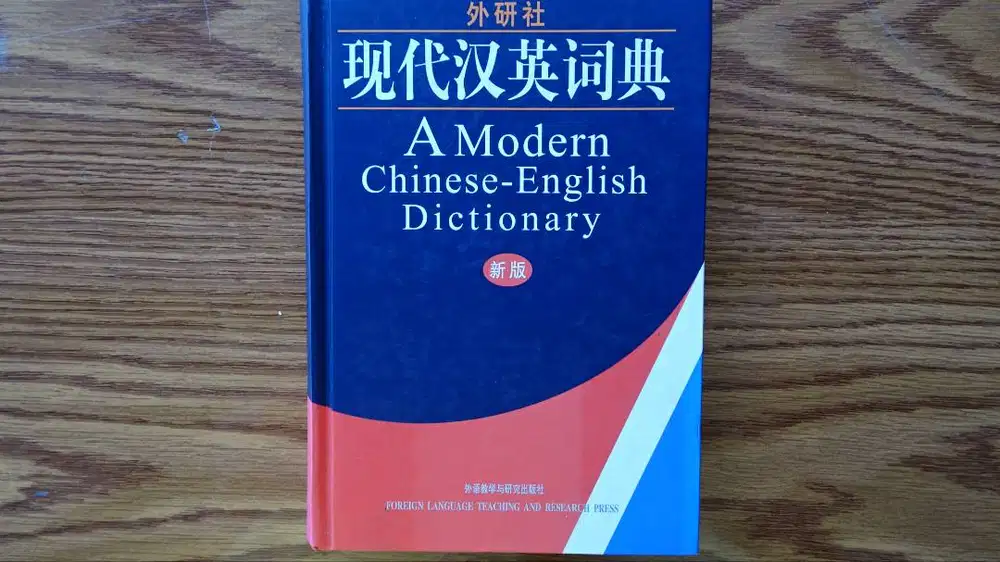 外研社
现代汉英词典
A Modern
Chinese-English
Dictionary
新版
外语教学与研究出版社
FOREIGN LANGUAGE TEACHING AND RESEARCH PRESS